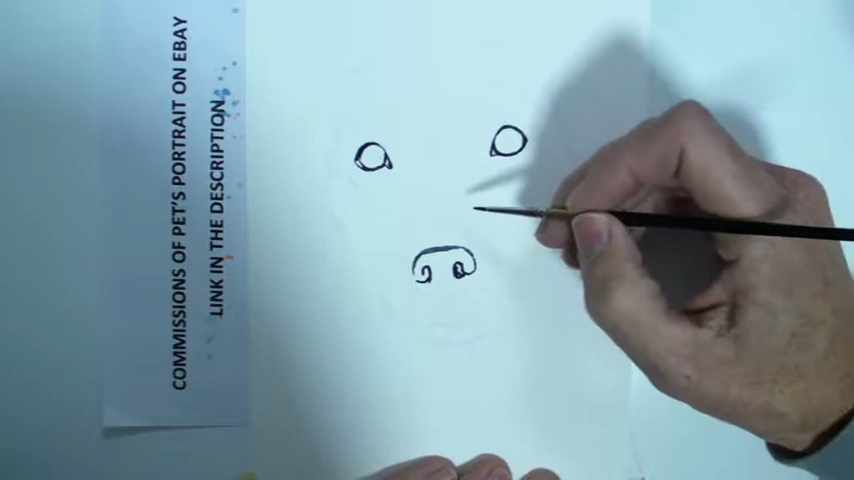 COMMISSIONS OF PET'S PORTRAIT ON EBAY
LINK IN THE DESCRIPTION